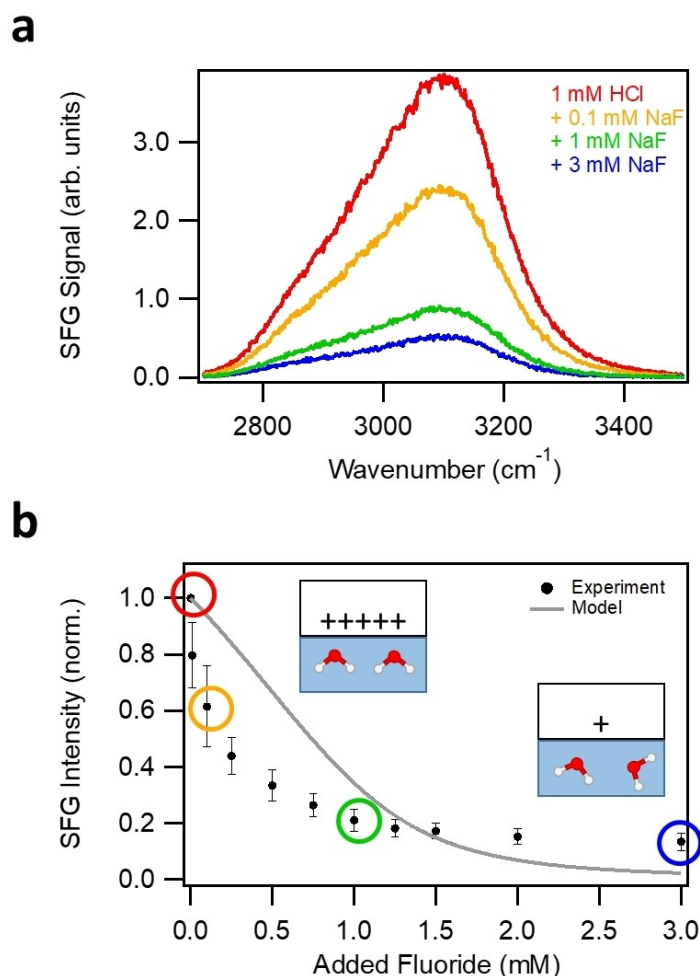 a
1 mM HCl
+ 0.1 mM NaF
+ 1 mM NaF
+ 3 mM NaF
SFG Signal (arb. units)
3.0
2.0
1.0
0.0
2800 3000 3200 3400
Wavenumber (cm⁻¹)
b
Experiment
Model
+++++
+
SFG Intensity (norm.)
1.0
0.8
0.6
0.4
0.2
0.0
0.0 0.5 1.0 1.5 2.0 2.5 3.0
Added Fluoride (mM)